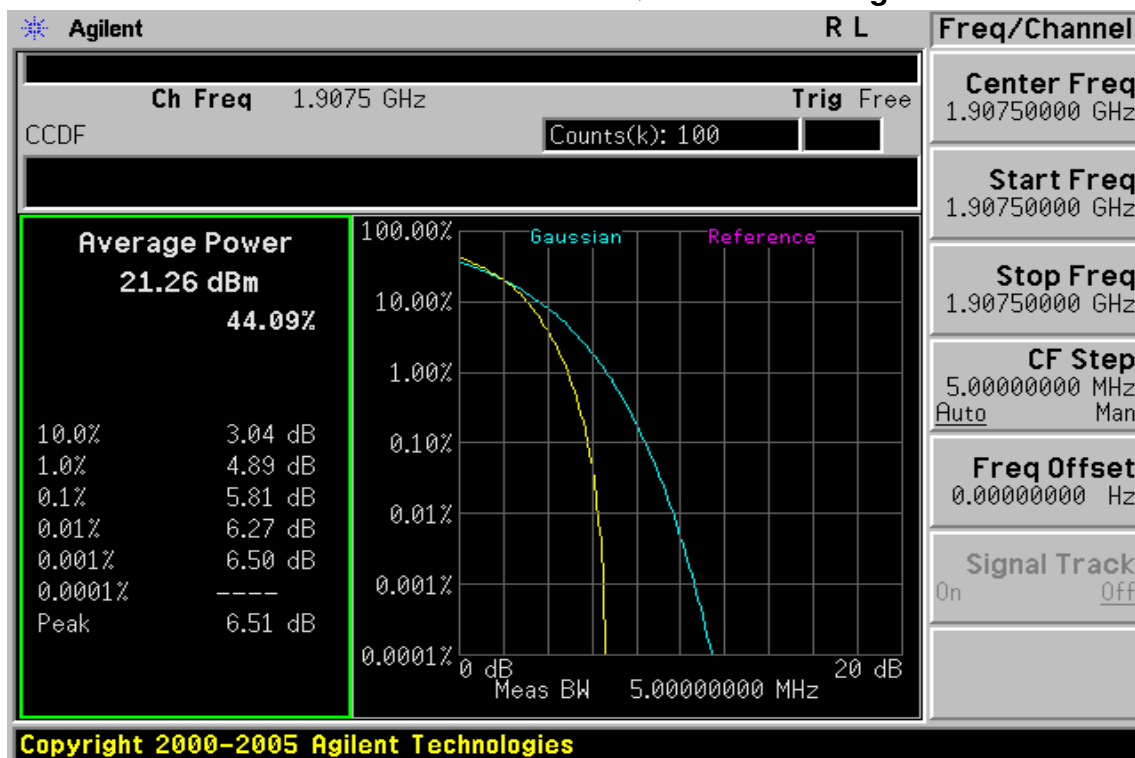 Agilent R L
Ch Freq 1.9075 GHz Trig Free
CCDF Counts(k): 100
Average Power
21.26 dBm
44.09%
10.0% 3.04 dB
1.0% 4.89 dB
0.1% 5.81 dB
0.01% 6.27 dB
0.001% 6.50 dB
0.0001% ----
Peak 6.51 dB
Gaussian Reference
100.00%
10.00%
1.00%
0.10%
0.01%
0.001%
0.0001%
0 dB 20 dB
Meas BW 5.00000000 MHz
Freq/Channel
Center Freq
1.90750000 GHz
Start Freq
1.90750000 GHz
Stop Freq
1.90750000 GHz
CF Step
5.00000000 MHz
Auto Man
Freq Offset
0.00000000 Hz
Signal Track
On Off
Copyright 2000-2005 Agilent Technologies